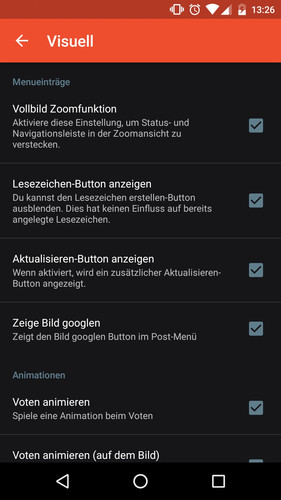 13:26
Visuell
Menueinträge
Vollbild Zoomfunktion
Aktiviere diese Einstellung, um Status- und
Navigationsleiste in der Zoomansicht zu
verstecken.
Lesezeichen-Button anzeigen
Du kannst den Lesezeichen erstellen-Button
ausblenden. Dies hat keinen Einfluss auf bereits
angelegte Lesezeichen.
Aktualisieren-Button anzeigen
Wenn aktiviert, wird ein zusätzlicher Aktualisieren-
Button angezeigt.
Zeige Bild googlen
Zeigt den Bild googlen Button im Post-Menü
Animationen
Voten animieren
Spiele eine Animation beim Voten
Voten animieren (auf dem Bild)